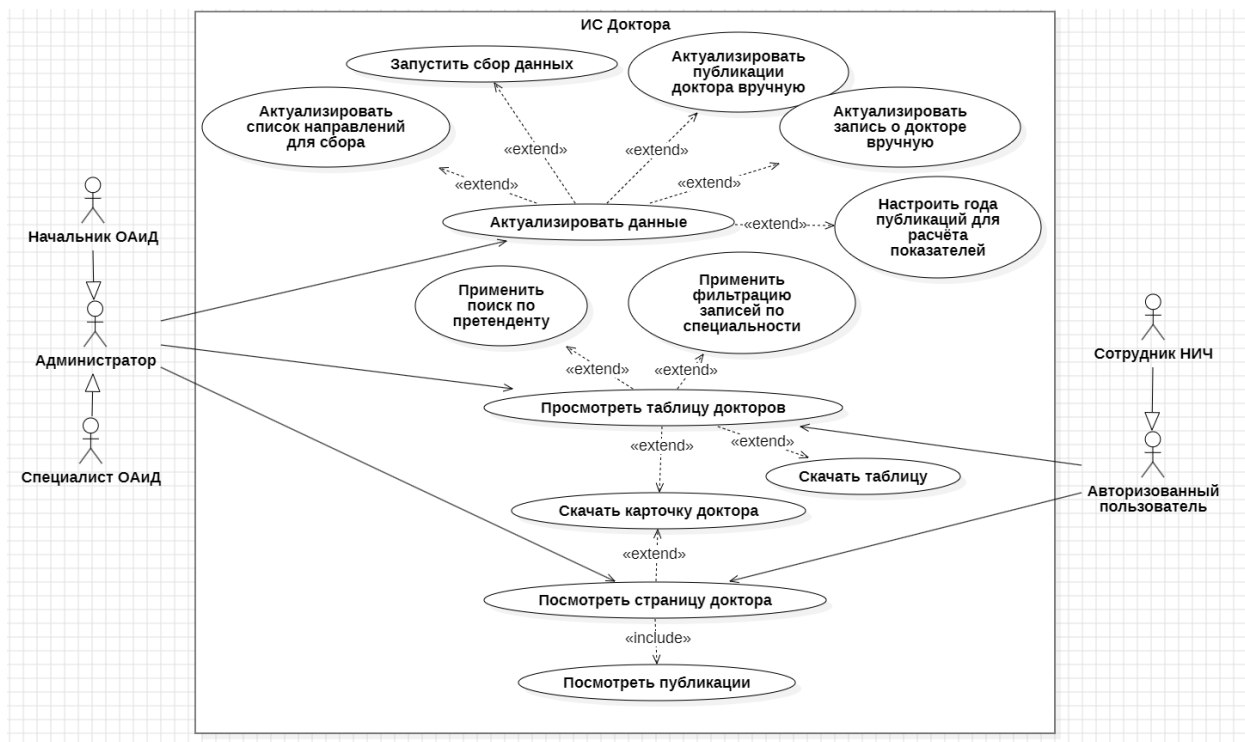 ИС Доктора
Запустить сбор данных
Актуализировать
публикации
доктора вручную
Актуализировать
список направлений
для сбора
Актуализировать
запись о докторе
вручную
«extend»
«extend»
«extend»
«extend»
Актуализировать данные
«extend»
Настроить года
публикаций для
расчёта
показателей
Начальник ОАиД
Применить
поиск по
претенденту
Применить
фильтрацию
записей по
специальности
Администратор
Сотрудник НИЧ
«extend»
«extend»
Просмотреть таблицу докторов
«extend»
«extend»
Специалист ОАиД
Скачать таблицу
Авторизованный
пользователь
Скачать карточку доктора
«extend»
Посмотреть страницу доктора
«include»
Посмотреть публикации